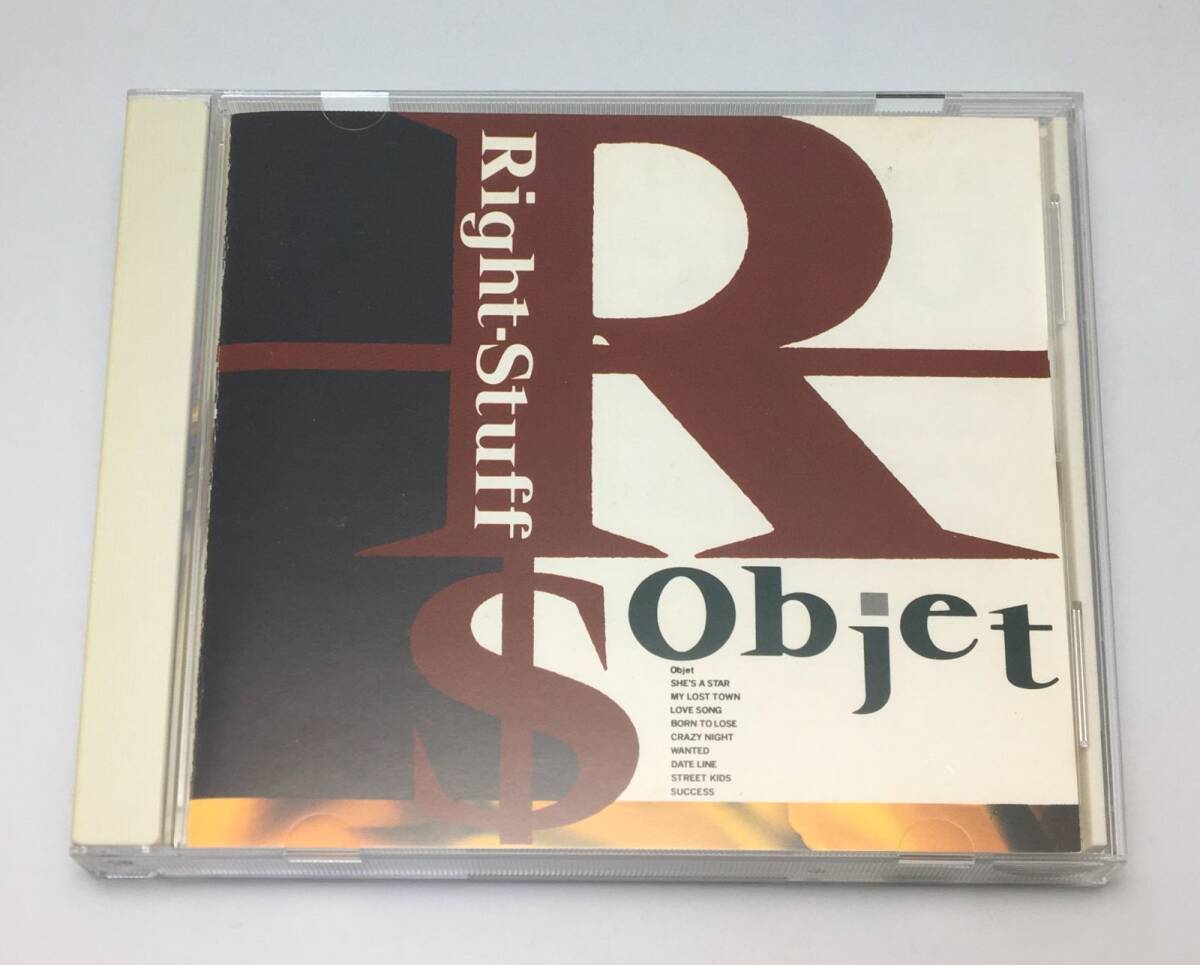 R
Right-Stuff
S
Objet
Objet
SHE'S A STAR
MY LOST TOWN
LOVE SONG
BORN TO LOSE
CRAZY NIGHT
WANTED
DATE LINE
STREET KIDS
SUCCESS